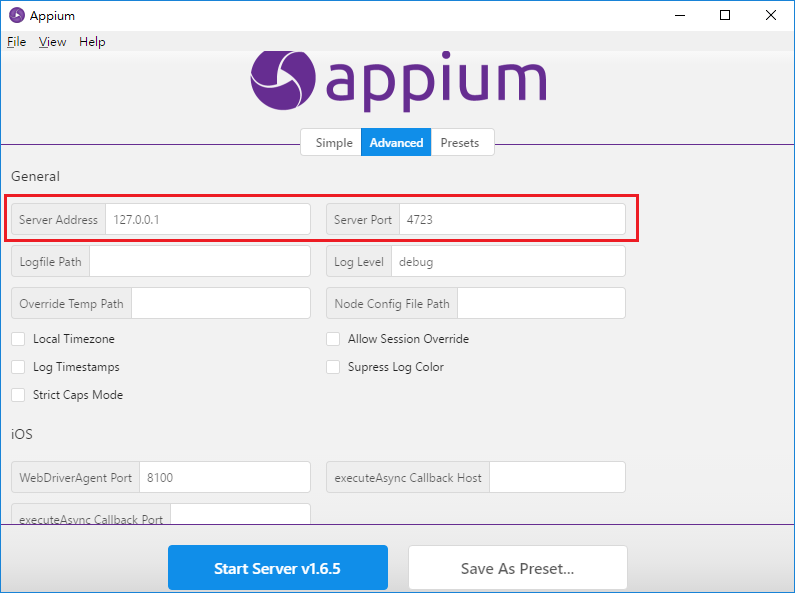 Appium
File View Help
appium
Simple Advanced Presets
General
Server Address 127.0.0.1 Server Port 4723
Logfile Path Log Level debug
Override Temp Path Node Config File Path
Local Timezone Allow Session Override
Log Timestamps Supress Log Color
Strict Caps Mode
iOS
WebDriverAgent Port 8100 executeAsync Callback Host
executeAsync Callback Port
Start Server v1.6.5 Save As Preset...